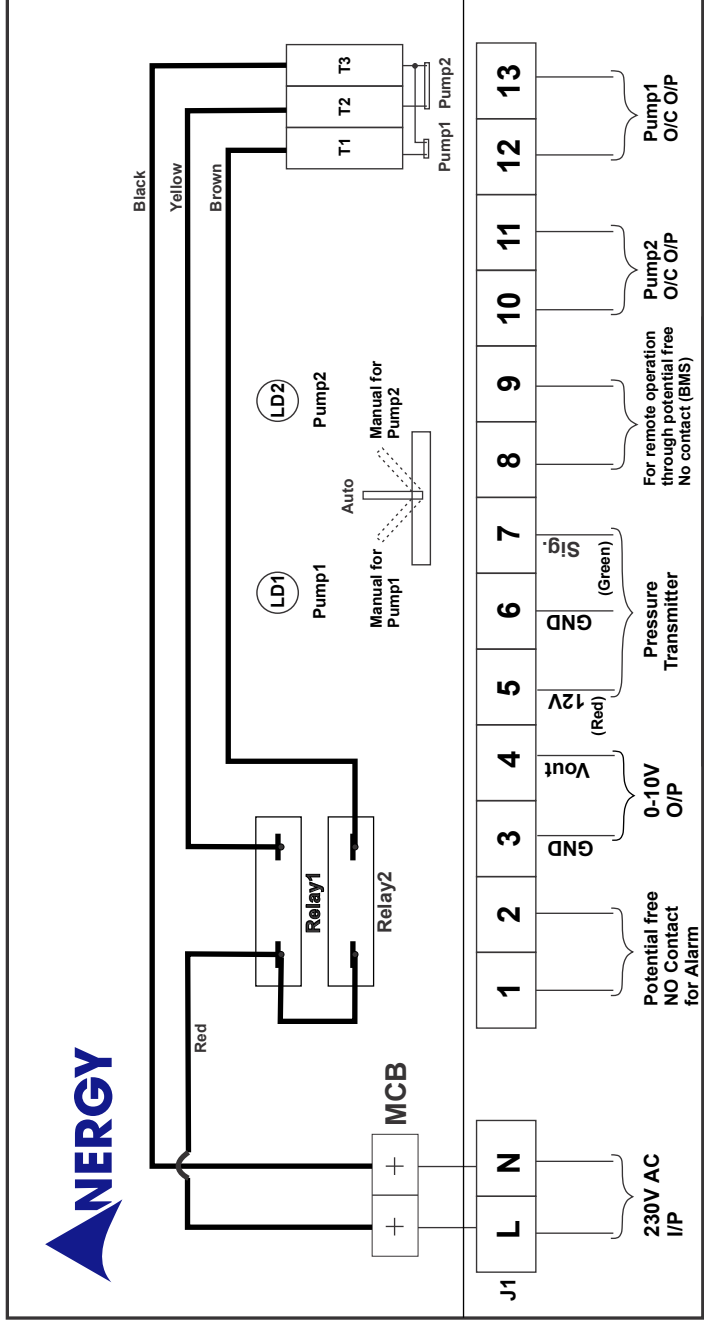 NERGY
Black
Yellow
Brown
Red
T1
T2
T3
Pump1
Pump2
Relay1
Relay2
LD1
Pump1
LD2
Pump2
Manual for
Pump1
Auto
Manual for
Pump2
MCB
+
+
J1
L
N
1
2
3
4
5
6
7
8
9
10
11
12
13
GND
Vout
12V
GND
Sig.
(Red)
(Green)
230V AC
I/P
Potential free
NO Contact
for Alarm
0-10V
O/P
Pressure
Transmitter
For remote operation
through potential free
No contact (BMS)
Pump2
O/C O/P
Pump1
O/C O/P